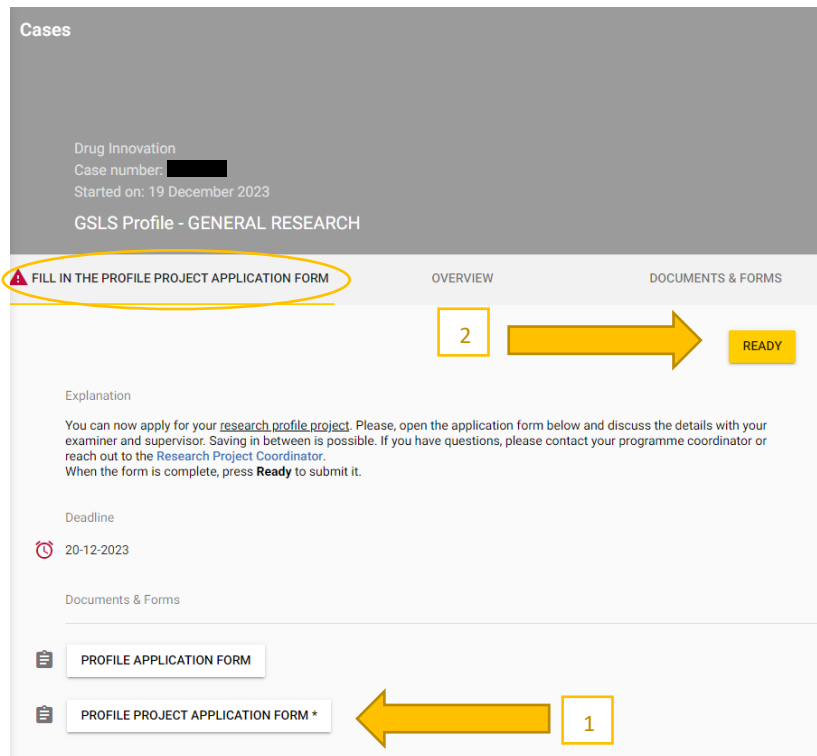 Cases
Drug Innovation
Case number:
Started on: 19 December 2023
GSLS Profile - GENERAL RESEARCH
FILL IN THE PROFILE PROJECT APPLICATION FORM
OVERVIEW
DOCUMENTS & FORMS
2
READY
Explanation
You can now apply for your research profile project. Please, open the application form below and discuss the details with your
examiner and supervisor. Saving in between is possible. If you have questions, please contact your programme coordinator or
reach out to the Research Project Coordinator.
When the form is complete, press Ready to submit it.
Deadline
20-12-2023
Documents & Forms
PROFILE APPLICATION FORM
PROFILE PROJECT APPLICATION FORM *
1